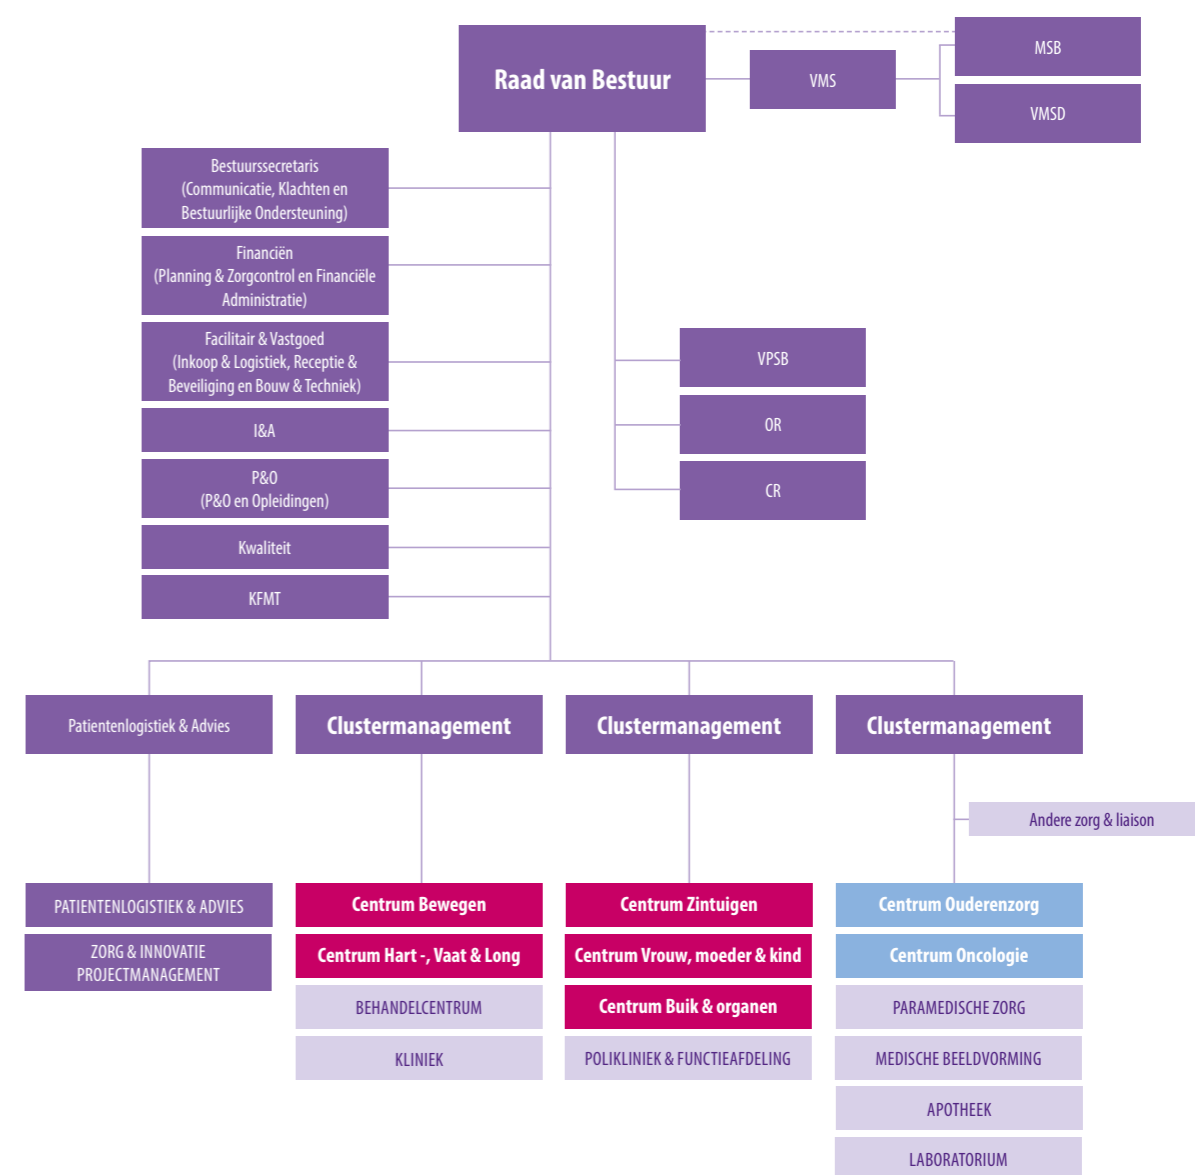 Raad van Bestuur
VMS
MSB
VMSD
Bestuurssecretaris
(Communicatie, Klachten en
Bestuurlijke Ondersteuning)
Financiën
(Planning & Zorgcontrol en Financiële
Administratie)
Facilitair & Vastgoed
(Inkoop & Logistiek, Receptie &
Beveiliging en Bouw & Techniek)
I&A
P&O
(P&O en Opleidingen)
Kwaliteit
KFMT
VPSB
OR
CR
Patientenlogistiek & Advies
Clustermanagement
Clustermanagement
Clustermanagement
Andere zorg & liaison
PATIENTENLOGISTIEK & ADVIES
ZORG & INNOVATIE
PROJECTMANAGEMENT
Centrum Bewegen
Centrum Hart -, Vaat & Long
BEHANDELCENTRUM
KLINIEK
Centrum Zintuigen
Centrum Vrouw, moeder & kind
Centrum Buik & organen
POLIKLINIEK & FUNCTIEAFDELING
Centrum Ouderenzorg
Centrum Oncologie
PARAMEDISCHE ZORG
MEDISCHE BEELDVORMING
APOTHEEK
LABORATORIUM